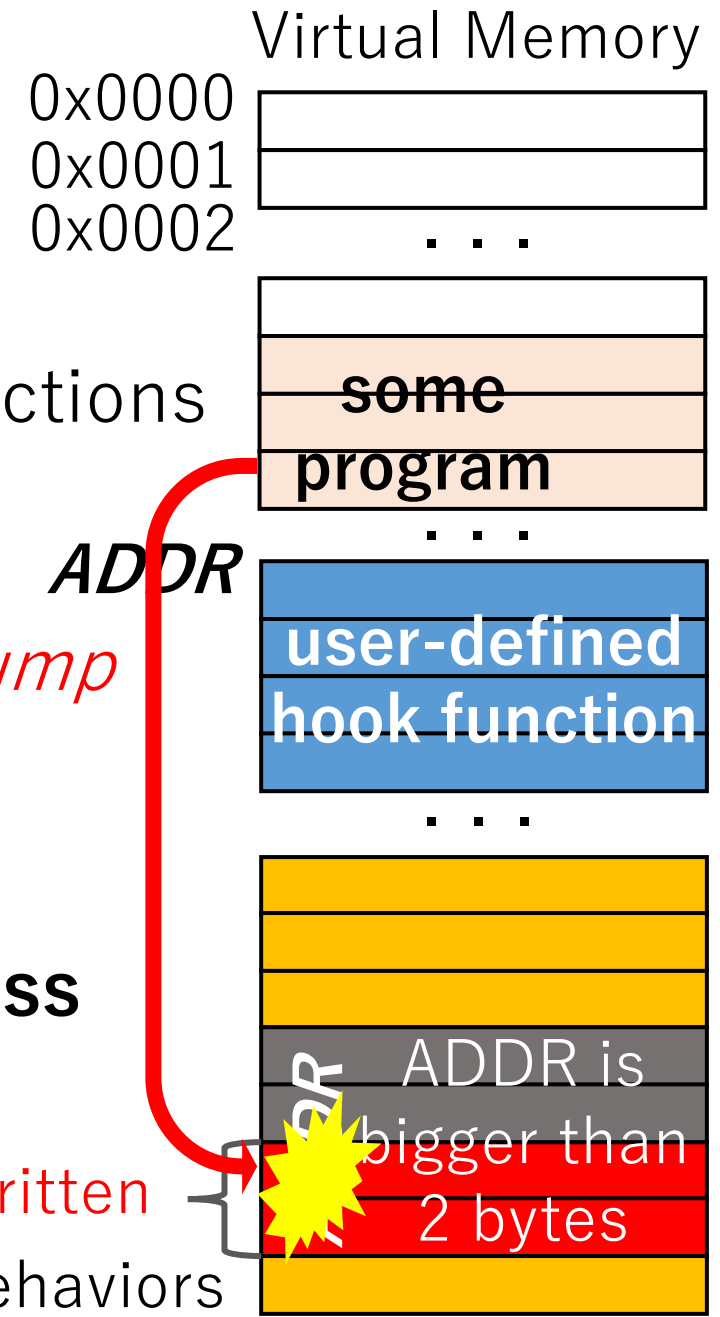 Virtual Memory
0x0000
0x0001
0x0002
. . .
ctions
some
program
. . .
ADDR
ump
user-defined
hook function
. . .
ss
ADDR is
bigger than
2 bytes
ritten
ehaviors